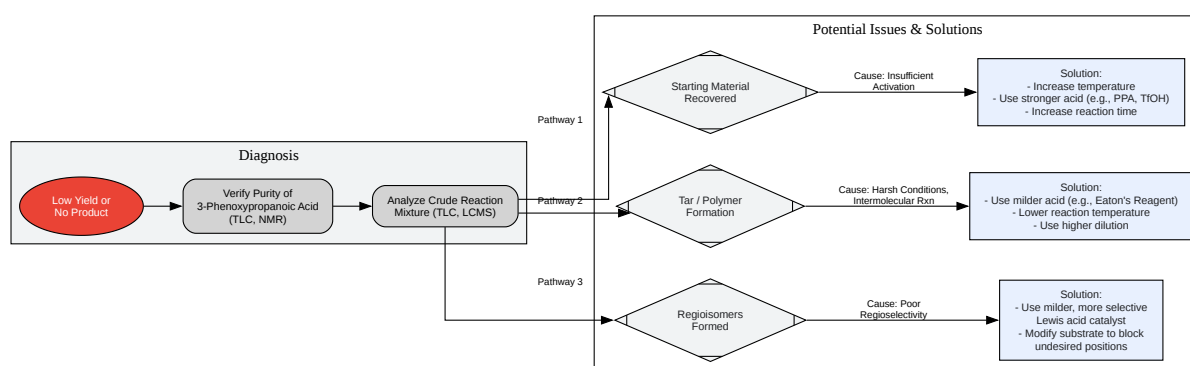 Potential Issues & Solutions
Diagnosis
Low Yield or
No Product
Verify Purity of
3-Phenoxypropanoic Acid
(TLC, NMR)
Analyze Crude Reaction
Mixture (TLC, LCMS)
Pathway 1
Starting Material
Recovered
Cause: Insufficient
Activation
Solution:
- Increase temperature
- Use stronger acid (e.g., PPA, TfOH)
- Increase reaction time
Pathway 2
Tar / Polymer
Formation
Cause: Harsh Conditions,
Intermolecular Rxn
Solution:
- Use milder acid (e.g., Eaton's Reagent)
- Lower reaction temperature
- Use higher dilution
Pathway 3
Regioisomers
Formed
Cause: Poor
Regioselectivity
Solution:
- Use milder, more selective
Lewis acid catalyst
- Modify substrate to block
undesired positions